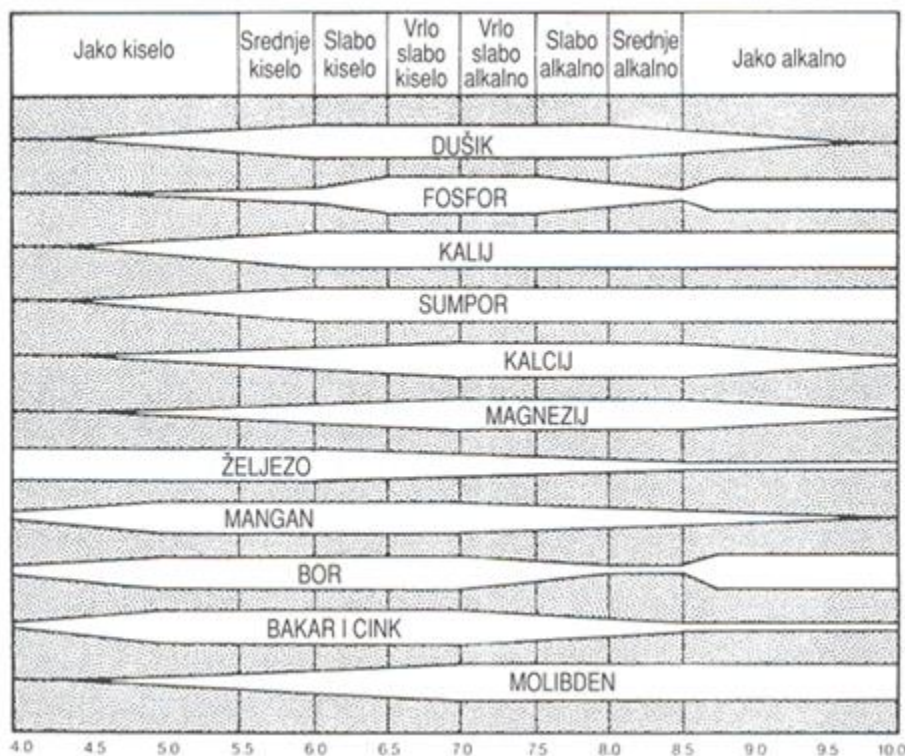 Jako kiselo
Srednje
kiselo
Slabo
kiselo
Vrlo
slabo
kiselo
Vrlo
slabo
alkalno
Slabo
alkalno
Srednje
alkalno
Jako alkalno
DUŠIK
FOSFOR
KALIJ
SUMPOR
KALCIJ
MAGNEZIJ
ŽELJEZO
MANGAN
BOR
BAKAR I CINK
MOLIBDEN
4.0 4.5 5.0 5.5 6.0 6.5 7.0 7.5 8.0 8.5 9.0 9.5 10.0